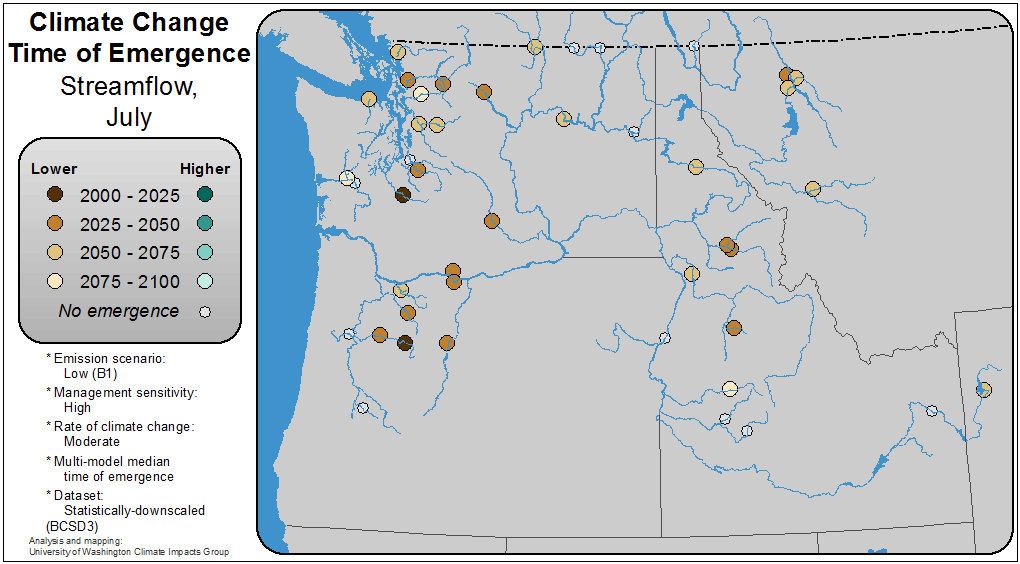 Climate Change
Time of Emergence
Streamflow,
July
Lower Higher
2000 - 2025
2025 - 2050
2050 - 2075
2075 - 2100
No emergence
* Emission scenario:
Low (B1)
* Management sensitivity:
High
* Rate of climate change:
Moderate
* Multi-model median
time of emergence
* Dataset:
Statistically-downscaled
(BCSD3)
Analysis and mapping:
University of Washington Climate Impacts Group